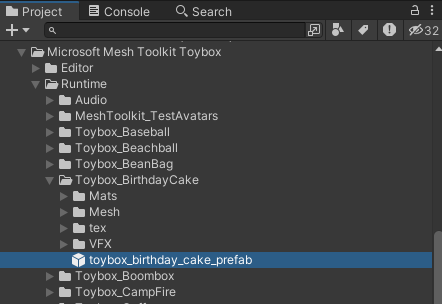 Project Console Search
32
Microsoft Mesh Toolkit Toybox
Editor
Runtime
Audio
MeshToolkit_TestAvatars
Toybox_Baseball
Toybox_Beachball
Toybox_BeanBag
Toybox_BirthdayCake
Mats
Mesh
tex
VFX
toybox_birthday_cake_prefab
Toybox_Boombox
Toybox_CampFire